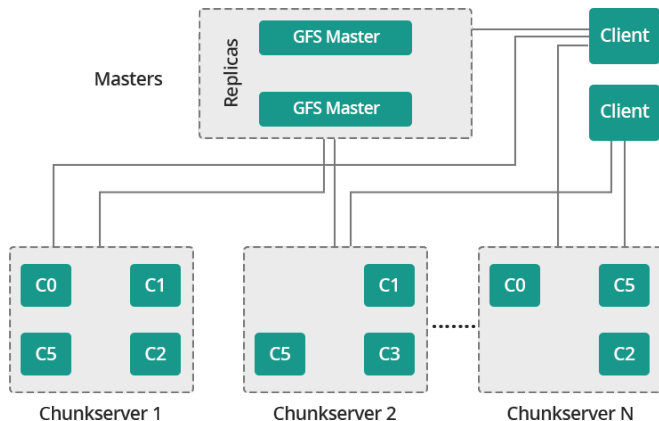 GFS Master
Client
Replicas
Masters
GFS Master
Client
C0 C1
C5 C2
C1
C5 C3
C0 C5
C2
Chunkserver 1
Chunkserver 2
Chunkserver N